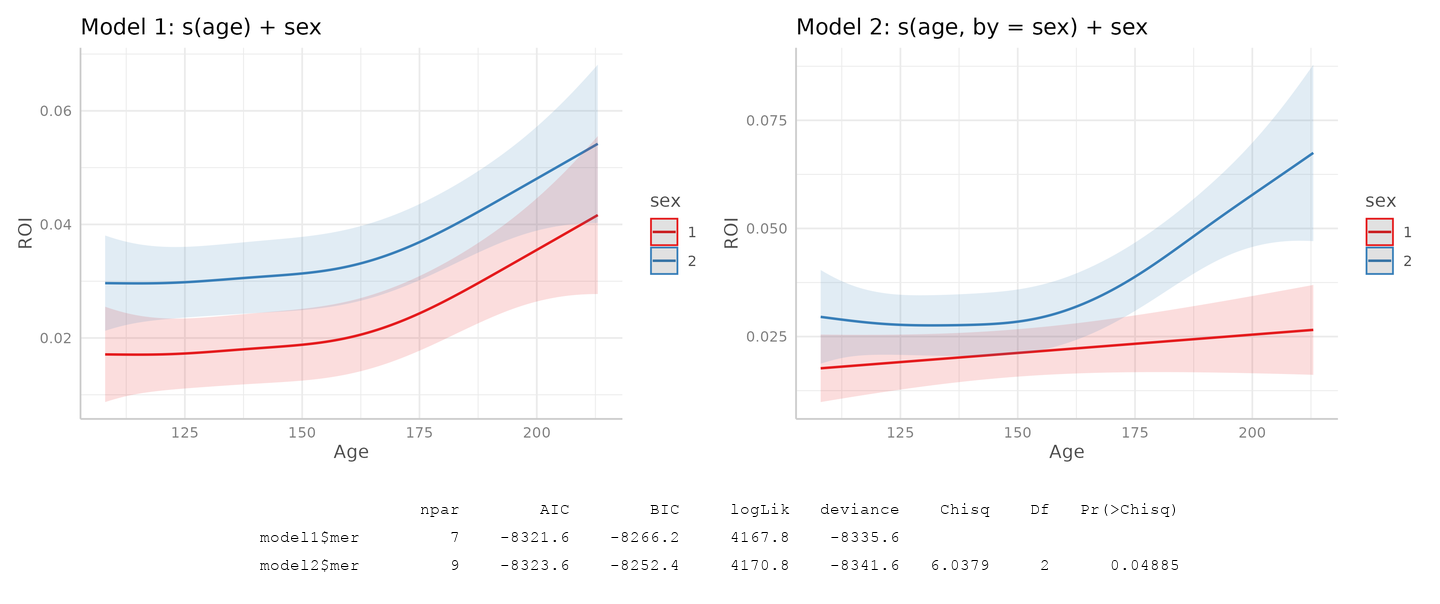 Model 1: s(age) + sex
0.06
0.04
0.02
ROI
125 150 175 200
Age
sex
1
2
Model 2: s(age, by = sex) + sex
0.075
0.050
0.025
ROI
125 150 175 200
Age
sex
1
2
npar AIC BIC logLik deviance Chisq Df Pr(>Chisq)
model1$mer 7 -8321.6 -8266.2 4167.8 -8335.6
model2$mer 9 -8323.6 -8252.4 4170.8 -8341.6 6.0379 2 0.04885